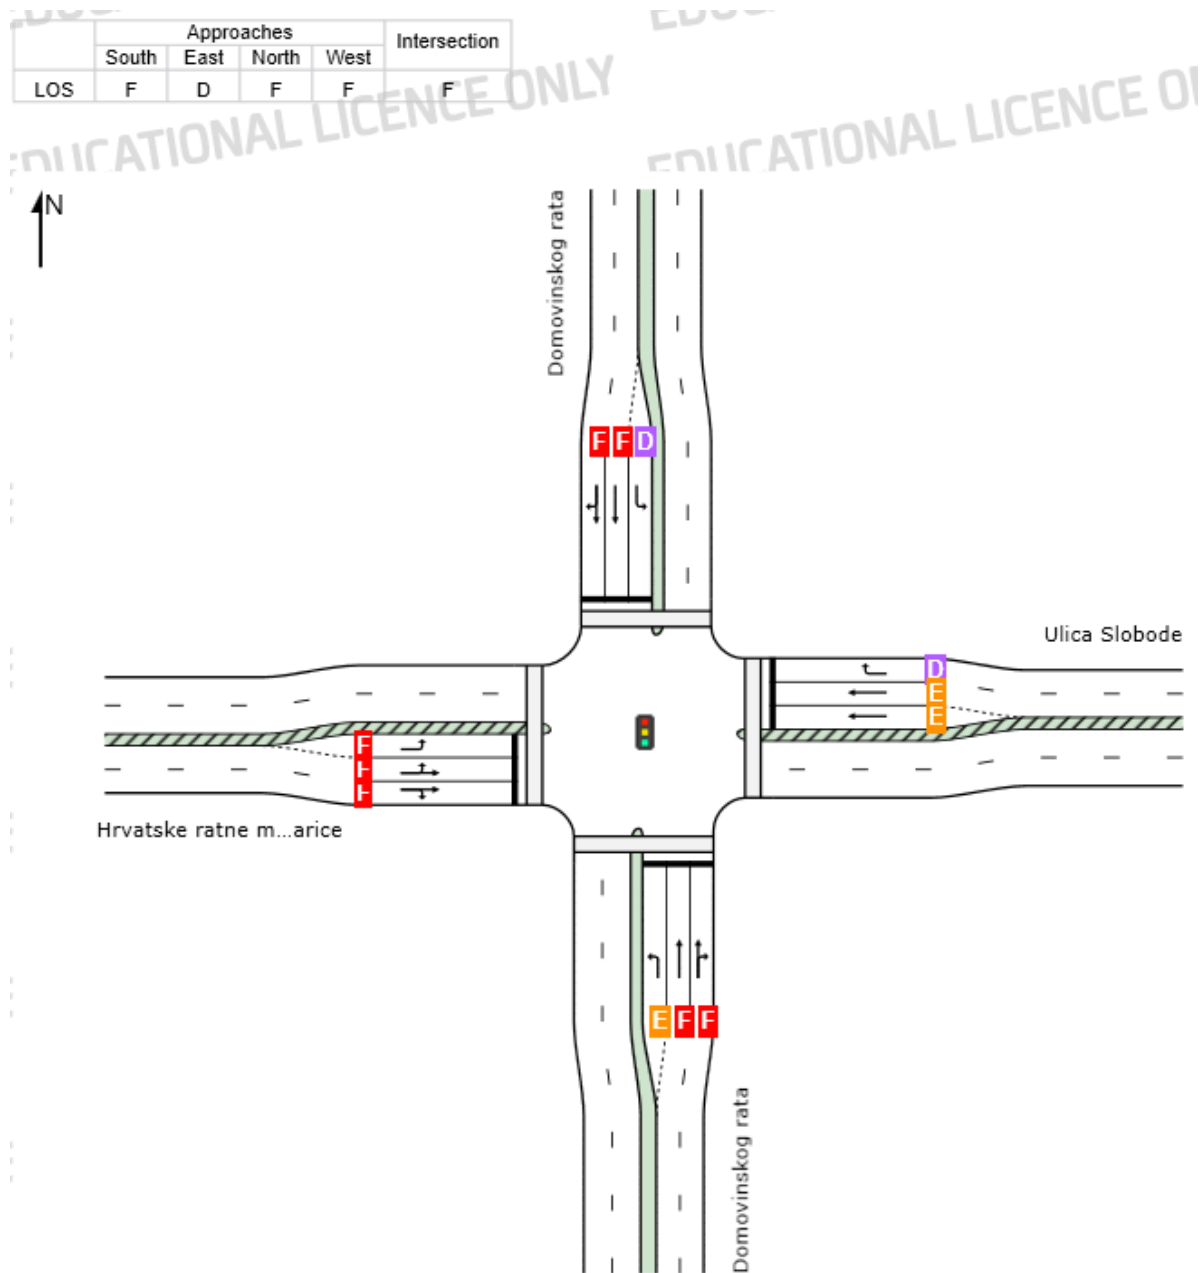 EDUCATIONAL LICENCE ONLY
Approaches Intersection
South East North West
LOS F D F F F
EDUCATIONAL LICENCE ONLY
N
Domovinskog rata
F F D
Ulica Slobode
D
E
E
F
F
F
Hrvatske ratne m...arice
E F F
Domovinskog rata